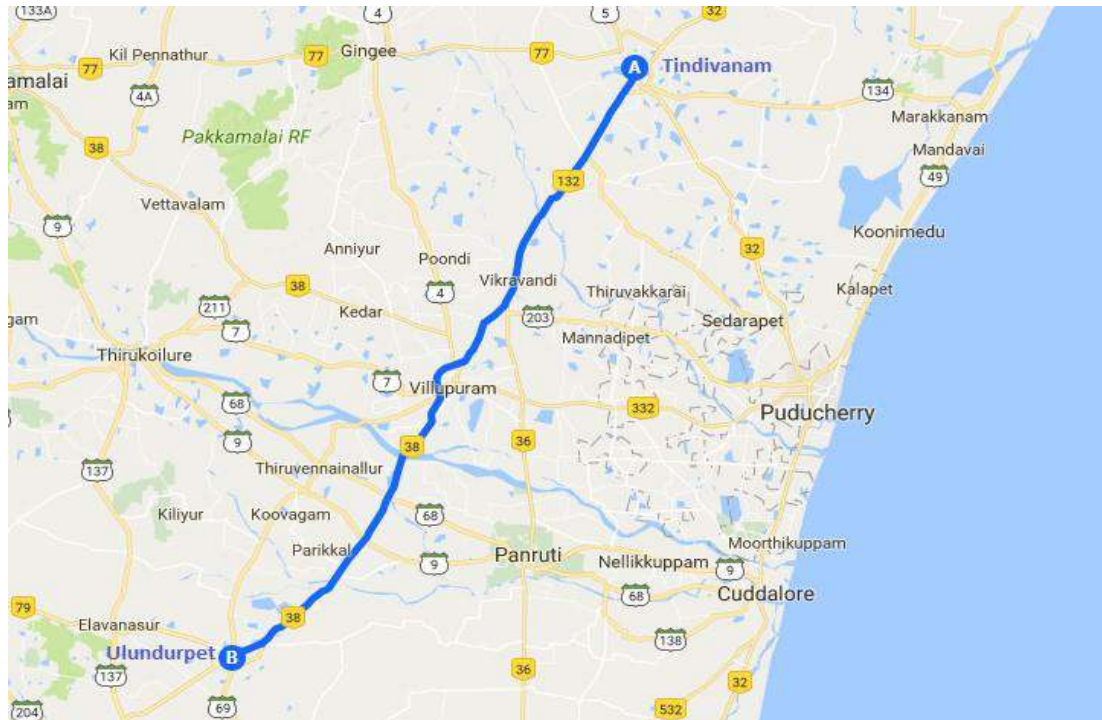 133A
4
5
32
Kil Pennathur
77
Gingee
77
77
A
Tindivanam
amalai
4A
134
Marakkanam
am
Pakkamalai RF
38
Mandavai
132
49
Vettavalam
9
Koonimedu
32
Anniyur
Poondi
Vikravandi
Kalapet
38
4
Thiruvakkarai
211
Kedar
203
Sedarapet
gam
7
Mannadipet
Thirukoilure
7
Villupuram
68
332
Puducherry
9
38
36
137
Thiruvennainallur
Kiliyur
Koovagam
68
Parikkal
Panruti
Moorthikuppam
9
Nellikkuppam
9
68
Cuddalore
79
Elavanasur
38
138
Ulundurpet
B
137
36
32
204
69
532